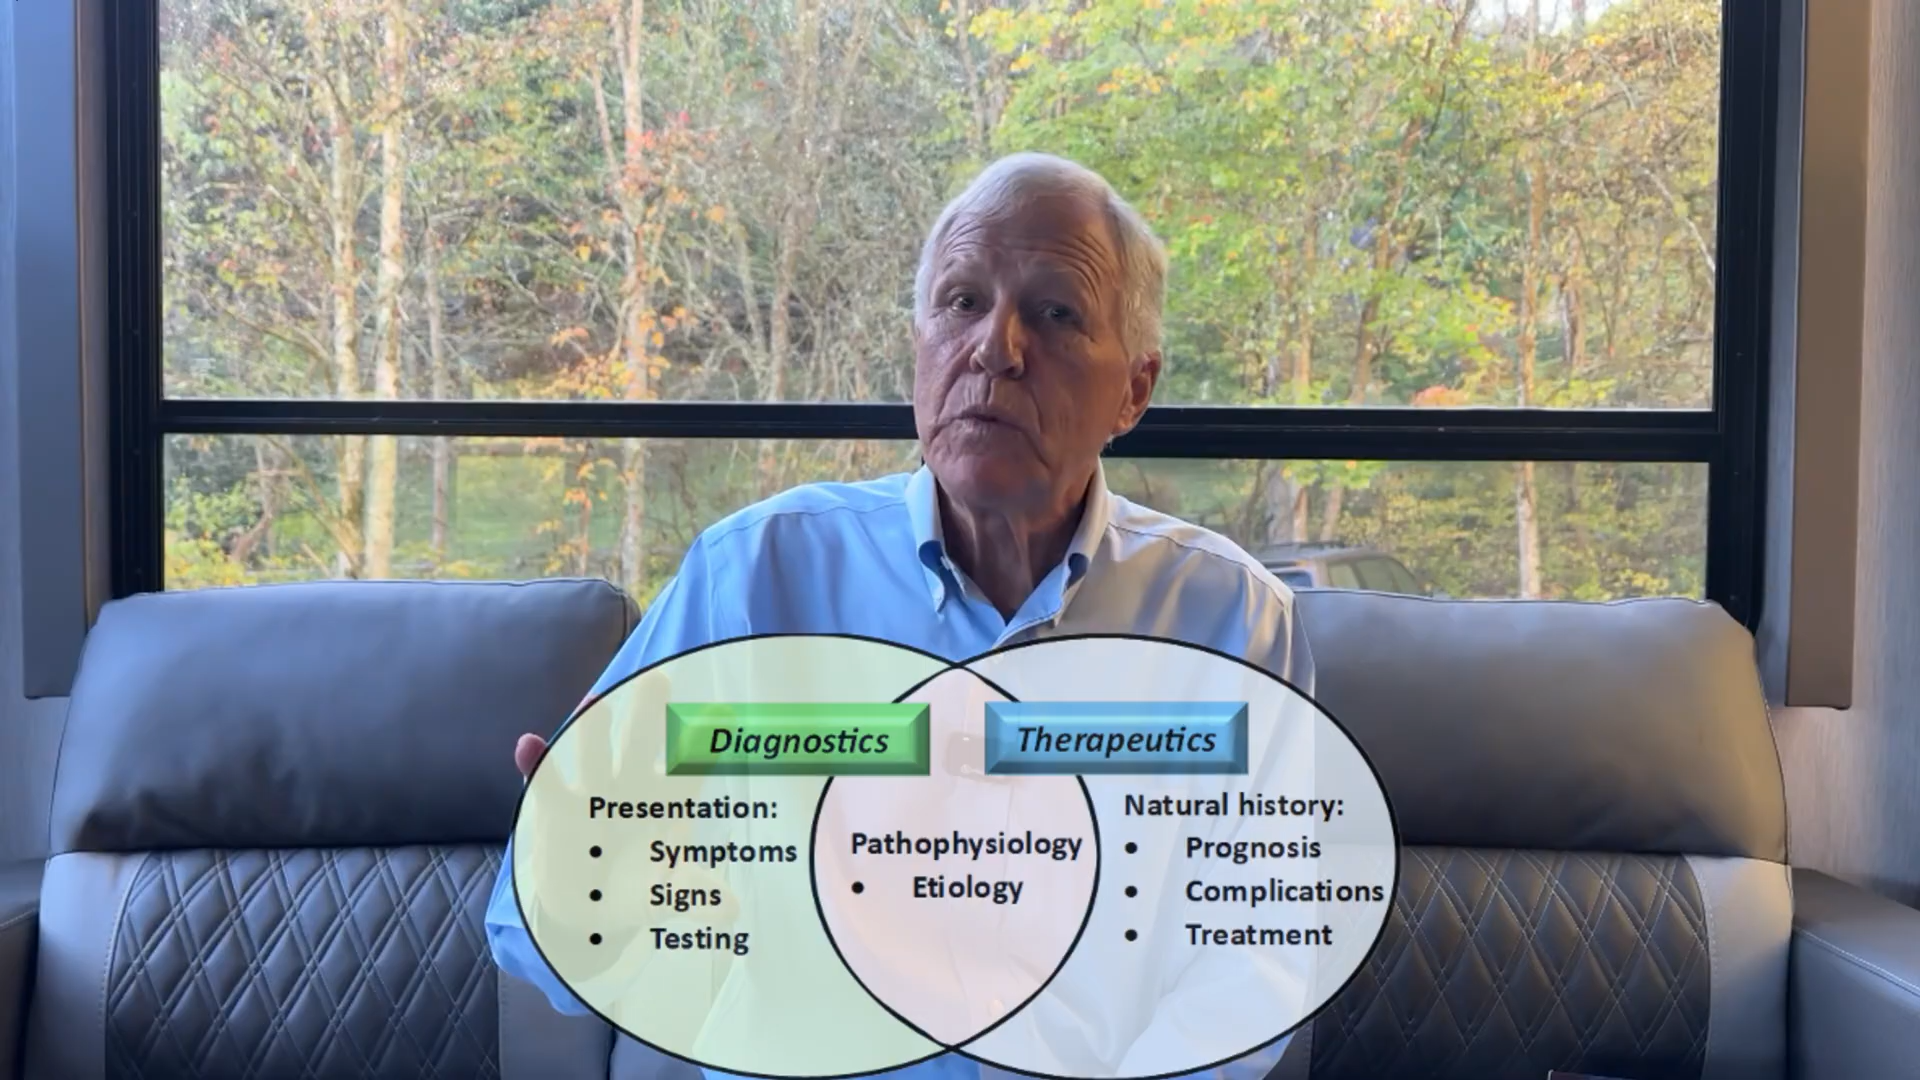 Diagnostics
Presentation:
• Symptoms
• Signs
• Testing
Pathophysiology
• Etiology
Therapeutics
Natural history:
• Prognosis
• Complications
• Treatment